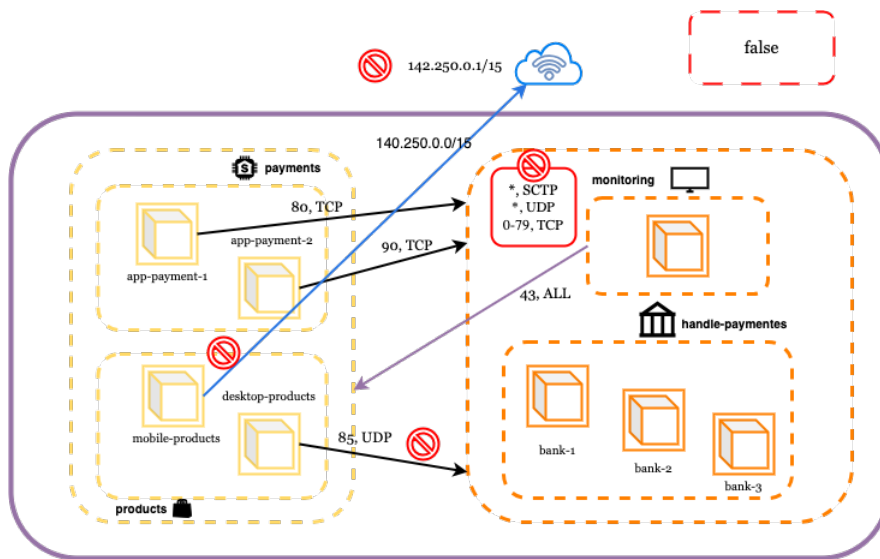 false
142.250.0.1/15
140.250.0.0/15
payments
$
monitoring
*, SCTP
*, UDP
0-79, TCP
80, TCP
app-payment-2
90, TCP
app-payment-1
43, ALL
handle-paymentes
desktop-products
mobile-products
85, UDP
bank-1
bank-2
bank-3
products